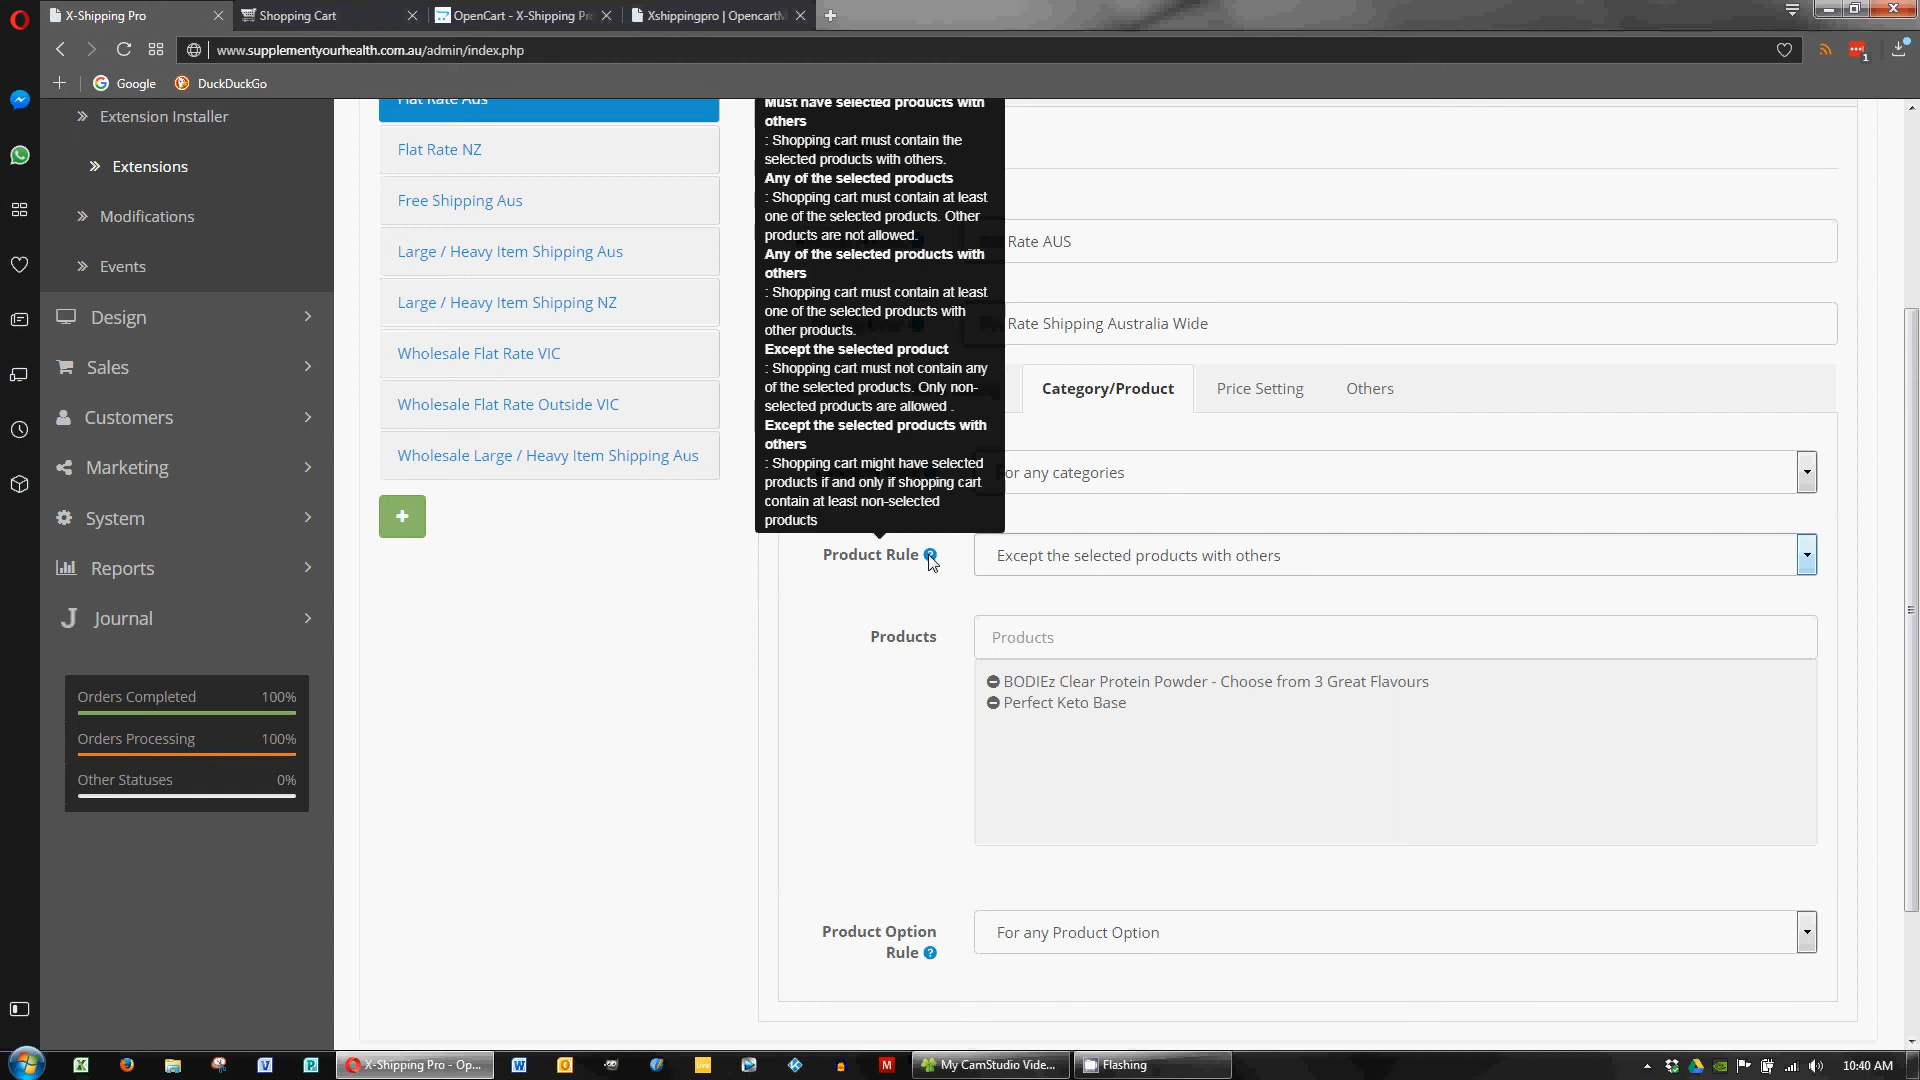 X-Shipping Pro
Shopping Cart
OpenCart - X-Shipping Pr
Xshippingpro | Opencart
www.supplementyourhealth.com.au/admin/index.php
Google
DuckDuckGo
Extension Installer
Extensions
Modifications
Events
Design
Sales
Customers
Marketing
System
Reports
Journal
Orders Completed 100%
Orders Processing 100%
Other Statuses 0%
Flat Rate Aus
Flat Rate NZ
Free Shipping Aus
Large / Heavy Item Shipping Aus
Large / Heavy Item Shipping NZ
Wholesale Flat Rate VIC
Wholesale Flat Rate Outside VIC
Wholesale Large / Heavy Item Shipping Aus
Must have selected products with
others
: Shopping cart must contain the
selected products with others.
Any of the selected products
: Shopping cart must contain at least
one of the selected products. Other
products are not allowed.
Any of the selected products with
others
: Shopping cart must contain at least
one of the selected products with
other products.
Except the selected product
: Shopping cart must not contain any
of the selected products. Only non-
selected products are allowed .
Except the selected products with
others
: Shopping cart might have selected
products if and only if shopping cart
contain at least non-selected
products
Rate AUS
Rate Shipping Australia Wide
Category/Product
Price Setting
Others
or any categories
Product Rule ?
Except the selected products with others
Products
Products
BODIEz Clear Protein Powder - Choose from 3 Great Flavours
Perfect Keto Base
Product Option
Rule ?
For any Product Option
X-Shipping Pro - Op...
My CamStudio Vide...
Flashing
10:40 AM